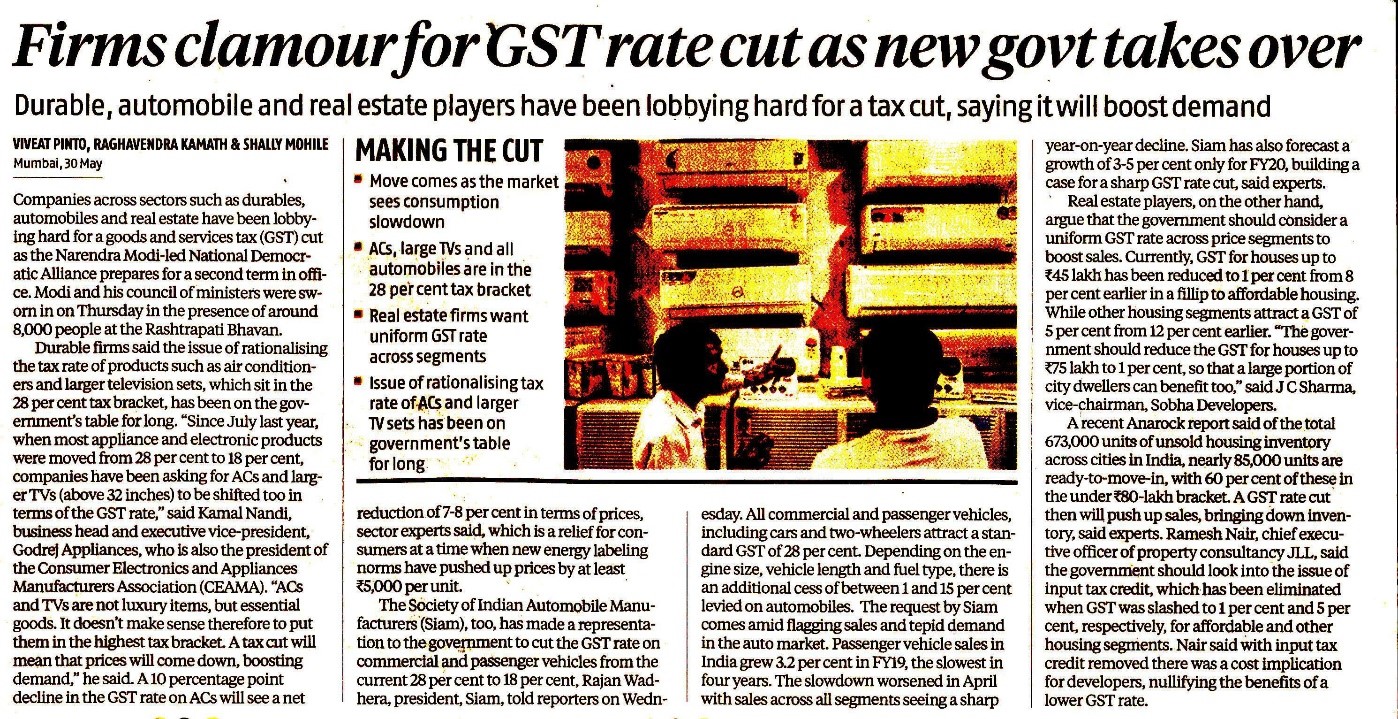 Firms clamour for GST rate cut as new govt takes over
Durable, automobile and real estate players have been lobbying hard for a tax cut, saying it will boost demand
VIVEAT PINTO, RAGHAVENDRA KAMATH & SHALLY MOHILE
Mumbai, 30 May
Companies across sectors such as durables,
automobiles and real estate have been lobby-
ing hard for a goods and services tax (GST) cut
as the Narendra Modi-led National Democr-
atic Alliance prepares for a second term in offi-
ce. Modi and his council of ministers were sw-
orn in on Thursday in the presence of around
8,000 people at the Rashtrapati Bhavan.
Durable firms said the issue of rationalising
the tax rate of products such as air condition-
ers and larger television sets, which sit in the
28 per cent tax bracket, has been on the gov-
ernment's table for long. "Since July last year,
when most appliance and electronic products
were moved from 28 per cent to 18 per cent,
companies have been asking for ACs and larg-
er TVs (above 32 inches) to be shifted too in
terms of the GST rate," said Kamal Nandi,
business head and executive vice-president,
Godrej Appliances, who is also the president of
the Consumer Electronics and Appliances
Manufacturers Association (CEAMA). "ACs
and TVs are not luxury items, but essential
goods. It doesn't make sense therefore to put
them in the highest tax bracket. A tax cut will
mean that prices will come down, boosting
demand," he said. A 10 percentage point
decline in the GST rate on ACs will see a net
MAKING THE CUT
Move comes as the market
sees consumption
slowdown
ACs, large TVs and all
automobiles are in the
28 per cent tax bracket
Real estate firms want
uniform GST rate
across segments
Issue of rationalising tax
rate of ACs and larger
TV sets has been on
government's table
for long
reduction of 7-8 per cent in terms of prices,
sector experts said, which is a relief for con-
sumers at a time when new energy labeling
norms have pushed up prices by at least
₹5,000 per unit.
The Society of Indian Automobile Manu-
facturers (Siam), too, has made a representa-
tion to the government to cut the GST rate on
commercial and passenger vehicles from the
current 28 per cent to 18 per cent, Rajan Wad-
hera, president, Siam, told reporters on Wedn-
esday. All commercial and passenger vehicles,
including cars and two-wheelers attract a stan-
dard GST of 28 per cent. Depending on the en-
gine size, vehicle length and fuel type, there is
an additional cess of between 1 and 15 per cent
levied on automobiles. The request by Siam
comes amid flagging sales and tepid demand
in the auto market. Passenger vehicle sales in
India grew 3.2 per cent in FY19, the slowest in
four years. The slowdown worsened in April
with sales across all segments seeing a sharp
year-on-year decline. Siam has also forecast a
growth of 3-5 per cent only for FY20, building a
case for a sharp GST rate cut, said experts.
Real estate players, on the other hand,
argue that the government should consider a
uniform GST rate across price segments to
boost sales. Currently, GST for houses up to
₹45 lakh has been reduced to 1 per cent from 8
per cent earlier in a fillip to affordable housing.
While other housing segments attract a GST of
5 per cent from 12 per cent earlier. "The gover-
nment should reduce the GST for houses up to
₹75 lakh to 1 per cent, so that a large portion of
city dwellers can benefit too," said J C Sharma,
vice-chairman, Sobha Developers.
A recent Anarock report said of the total
673,000 units of unsold housing inventory
across cities in India, nearly 85,000 units are
ready-to-move-in, with 60 per cent of these in
the under ₹80-lakh bracket. A GST rate cut
then will push up sales, bringing down inven-
tory, said experts. Ramesh Nair, chief execu-
tive officer of property consultancy JLL, said
the government should look into the issue of
input tax credit, which has been eliminated
when GST was slashed to 1 per cent and 5 per
cent, respectively, for affordable and other
housing segments. Nair said with input tax
credit removed there was a cost implication
for developers, nullifying the benefits of a
lower GST rate.